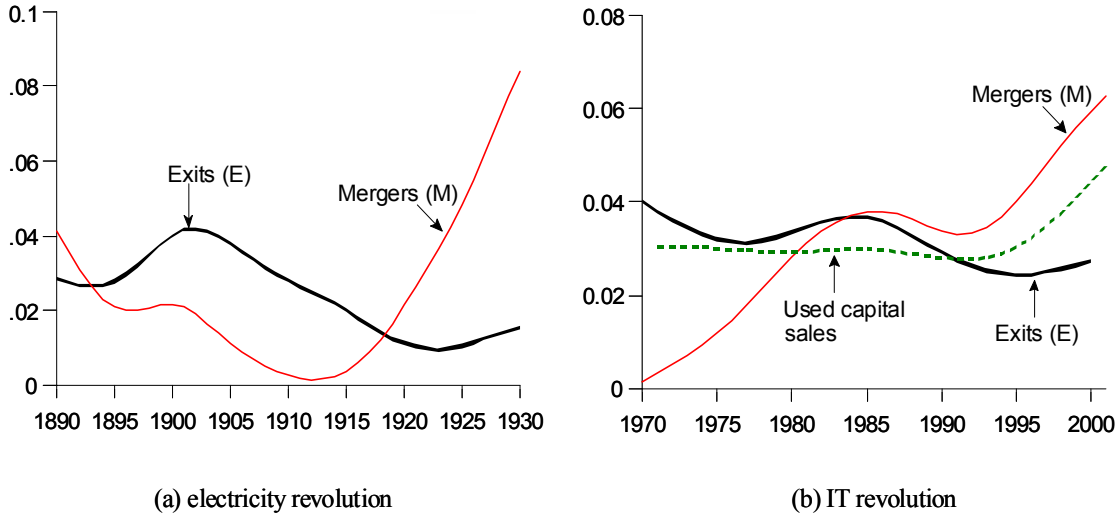 0.1
.08
.06
.04
.02
0
1890 1895 1900 1905 1910 1915 1920 1925 1930
Exits (E)
Mergers (M)
(a) electricity revolution
0.08
0.06
0.04
0.02
0
1970 1975 1980 1985 1990 1995 2000
Mergers (M)
Used capital
sales
Exits (E)
(b) IT revolution